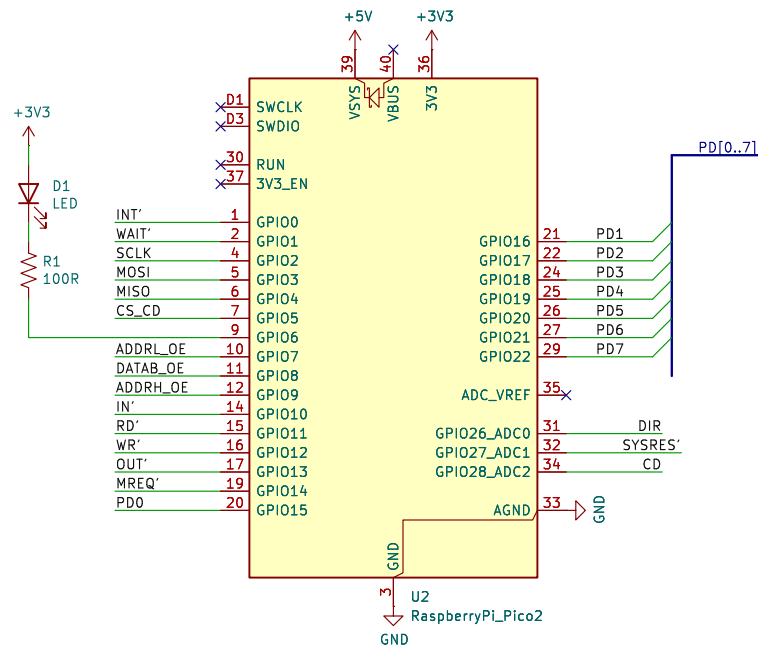 +5V
+3V3
39
40
36
VSYS
VBUS
3V3
D1
SWCLK
D3
SWDIO
30
RUN
37
3V3_EN
+3V3
D1
LED
R1
100R
INT' 1 GPIO0
WAIT' 2 GPIO1
SCLK 4 GPIO2
MOSI 5 GPIO3
MISO 6 GPIO4
CS_CD 7 GPIO5
9 GPIO6
ADDRL_OE 10 GPIO7
DATAB_OE 11 GPIO8
ADDRH_OE 12 GPIO9
IN' 14 GPIO10
RD' 15 GPIO11
WR' 16 GPIO12
OUT' 17 GPIO13
MREQ' 19 GPIO14
PD0 20 GPIO15
PD[0..7]
GPIO16 21 PD1
GPIO17 22 PD2
GPIO18 24 PD3
GPIO19 25 PD4
GPIO20 26 PD5
GPIO21 27 PD6
GPIO22 29 PD7
ADC_VREF 35
GPIO26_ADC0 31 DIR
GPIO27_ADC1 32 SYSRES'
GPIO28_ADC2 34 CD
AGND 33 GND
GND
3
U2
RaspberryPi_Pico2
GND